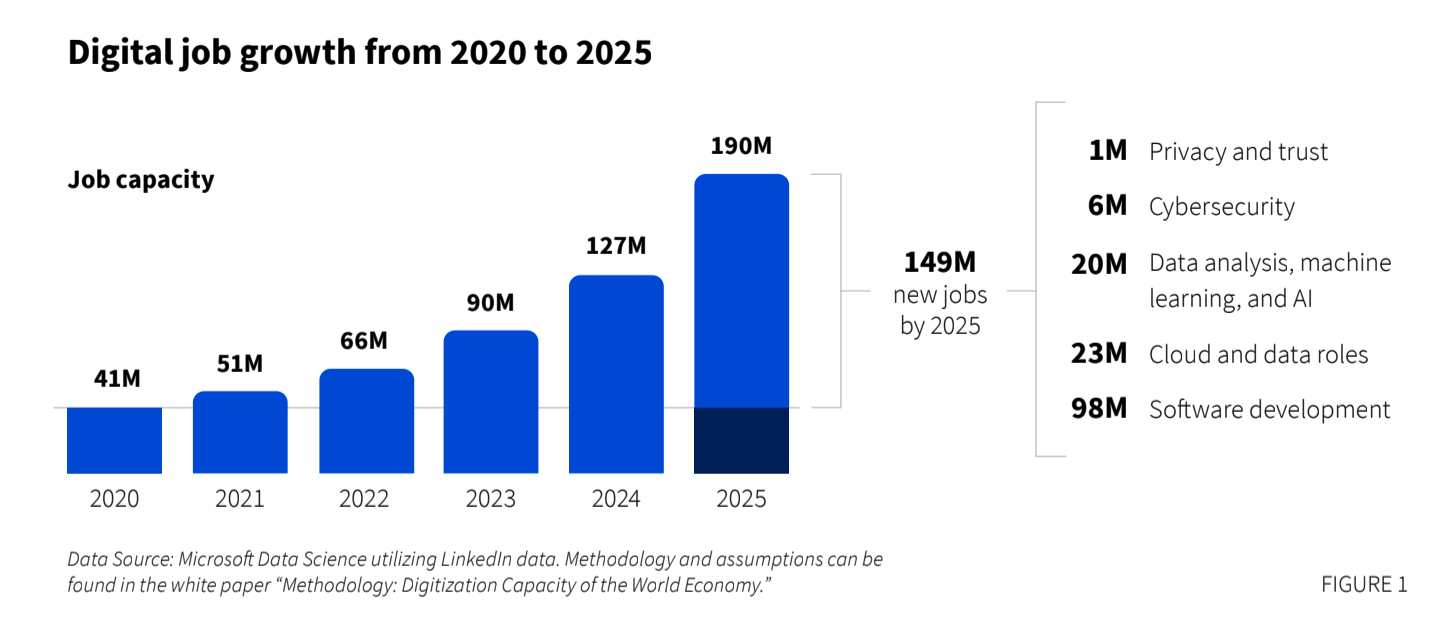 Digital job growth from 2020 to 2025
Job capacity
41M
51M
66M
90M
127M
190M
2020
2021
2022
2023
2024
2025
149M
new jobs
by 2025
1M Privacy and trust
6M Cybersecurity
20M Data analysis, machine
learning, and AI
23M Cloud and data roles
98M Software development
Data Source: Microsoft Data Science utilizing LinkedIn data. Methodology and assumptions can be
found in the white paper “Methodology: Digitization Capacity of the World Economy.”
FIGURE 1